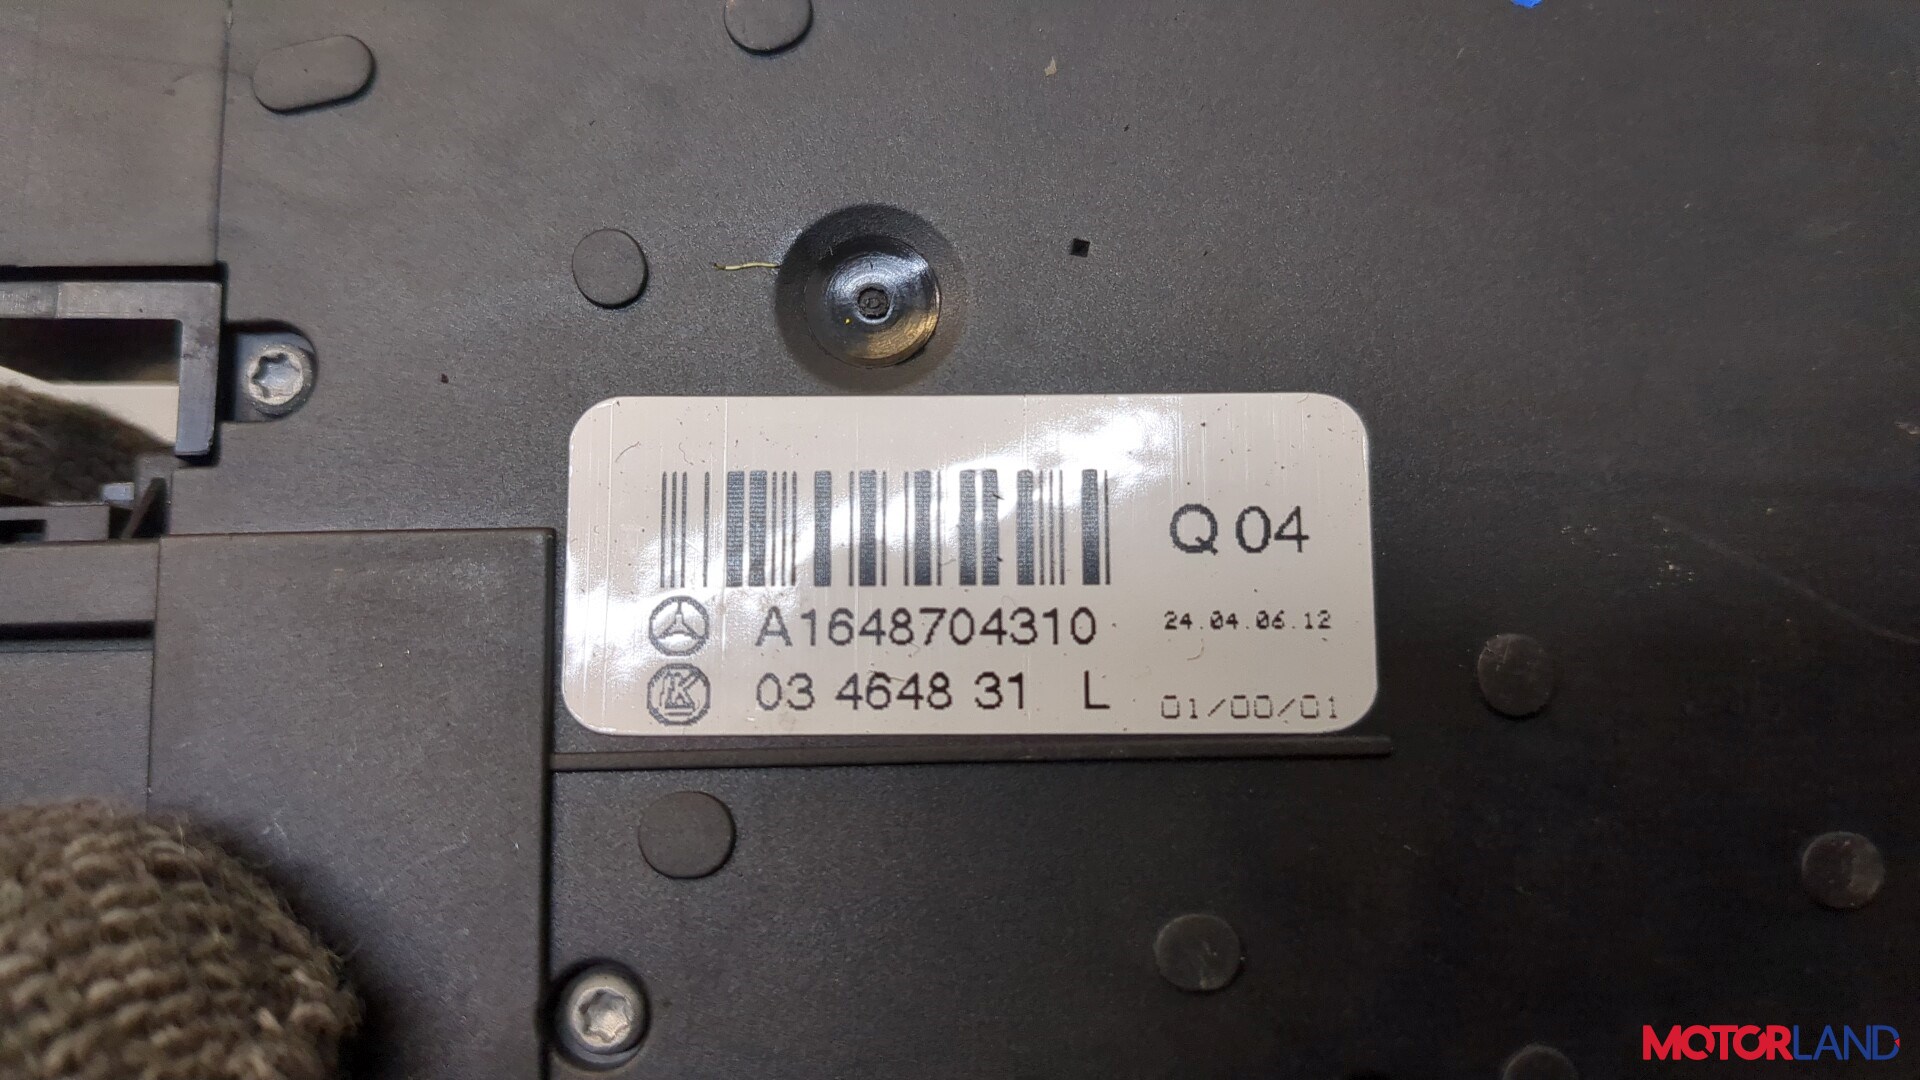 Q 04
A1648704310
24.04.06.12
03 4648 31 L
01/00/01
MOTORLAND